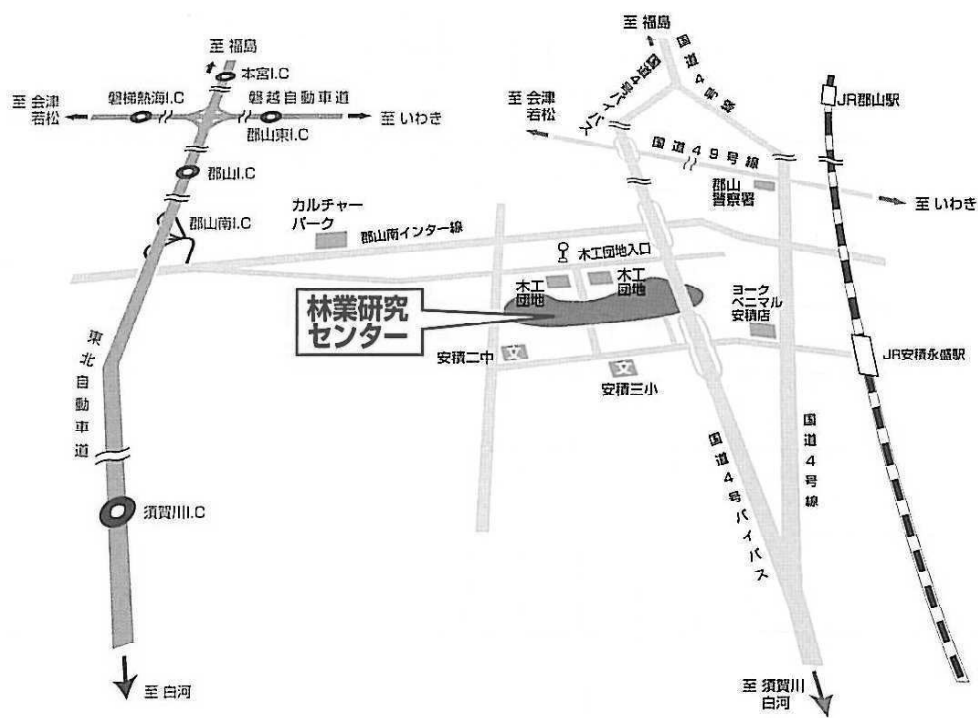 至 福島
本宮I.C
至 会津
若松
磐梯熱海I.C
磐越自動車道
郡山東I.C
至 いわき
郡山I.C
郡山南I.C
カルチャー
パーク
郡山南インター線
林業研究
センター
東北自動車道
須賀川I.C
至 白河
至 福島
国道4号線
国道4号バイパス
至 会津
若松
国道49号線
郡山
警察署
至 いわき
JR郡山駅
木工団地入口
木工
団地
木工
団地
ヨーク
ベニマル
安積店
安積二中
文
文
安積三小
JR安積永盛駅
国道4号バイパス
国道4号線
至 須賀川
白河